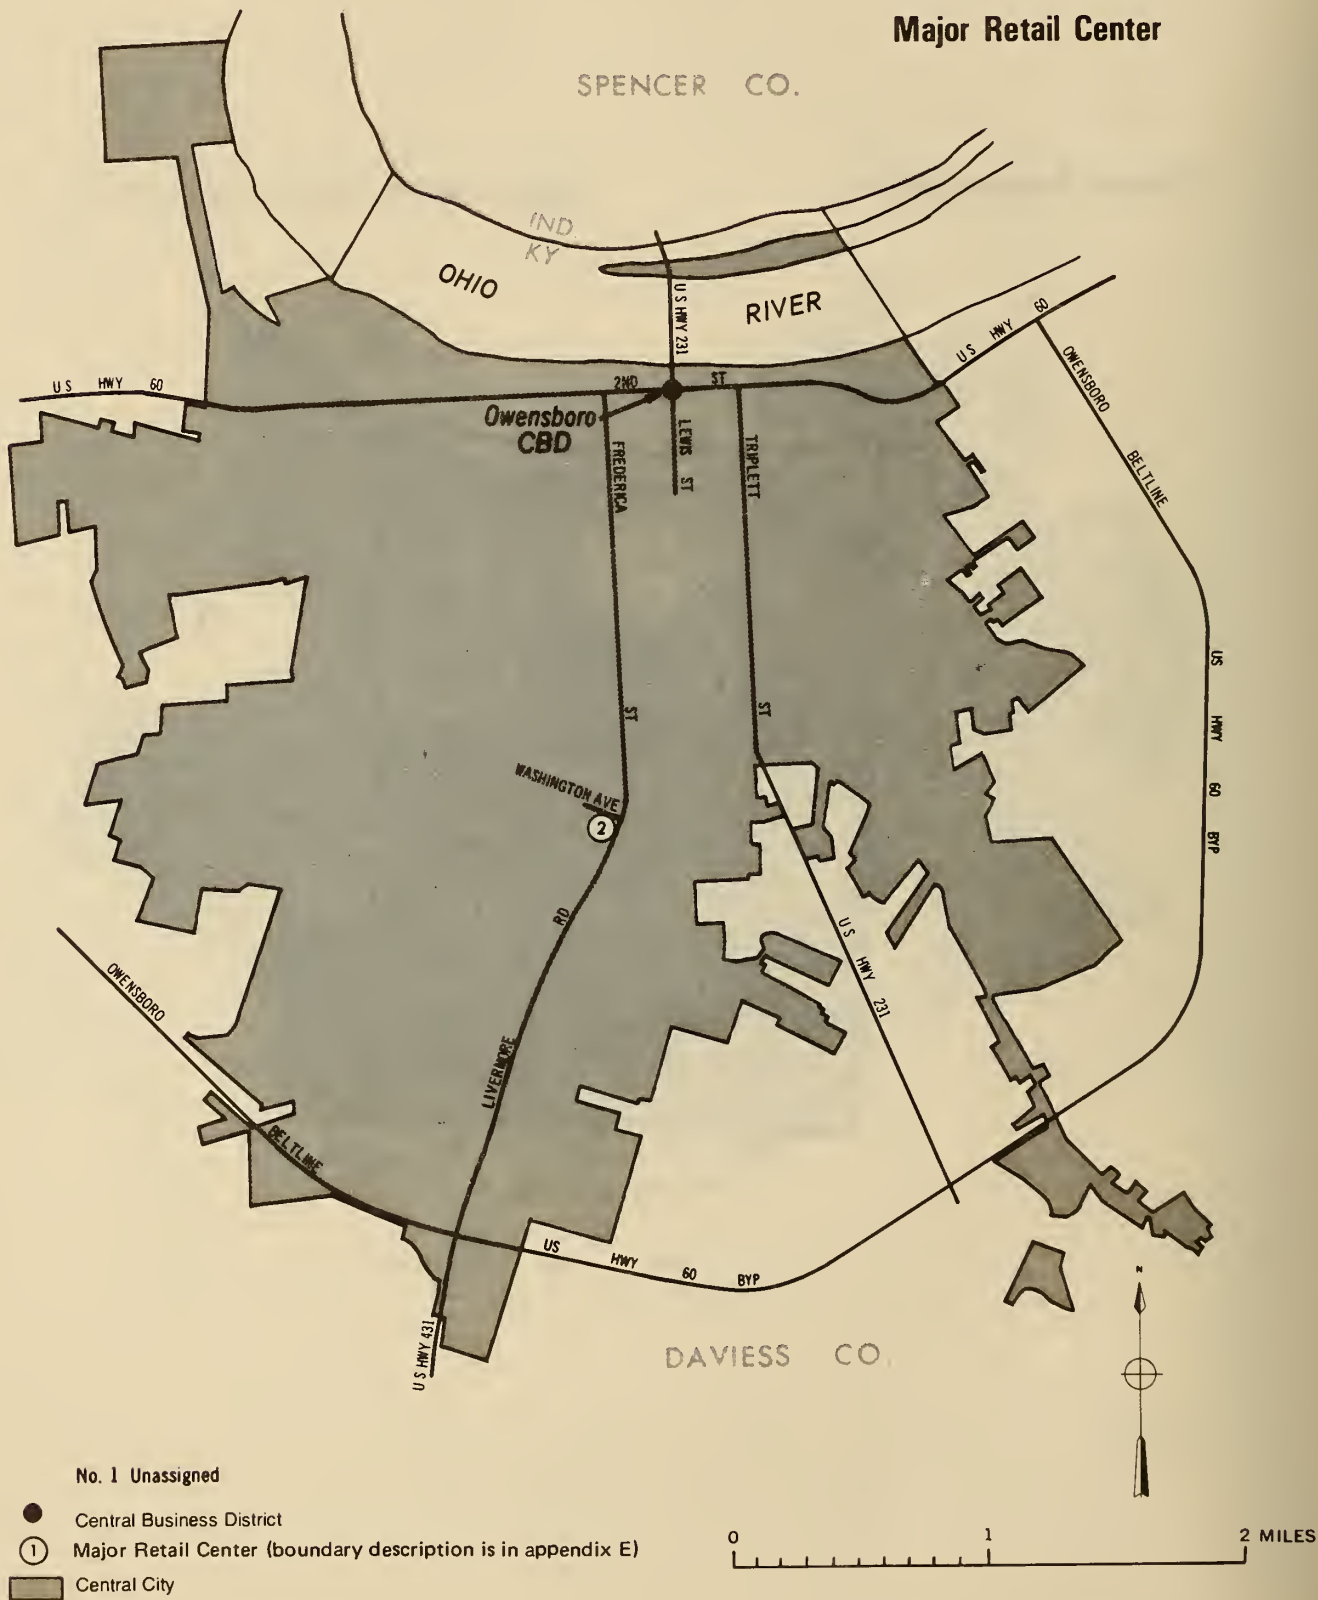 Major Retail Center
SPENCER CO.
IND
KY
OHIO
RIVER
US HWY 231
US HWY 60
US HWY 60
2ND ST
Owensboro
CBD
LEWIS ST
FREDERICA ST
TRIPLETT ST
OWENSBORO BELTLINE
US HWY 60 BYP
WASHINGTON AVE
2
LIVERMORE RD
US HWY 231
OWENSBORO BELTLINE
US HWY 60 BYP
US HWY 431
DAVIESS CO.
N
No. 1 Unassigned
Central Business District
1 Major Retail Center (boundary description is in appendix E)
Central City
0 1 2 MILES